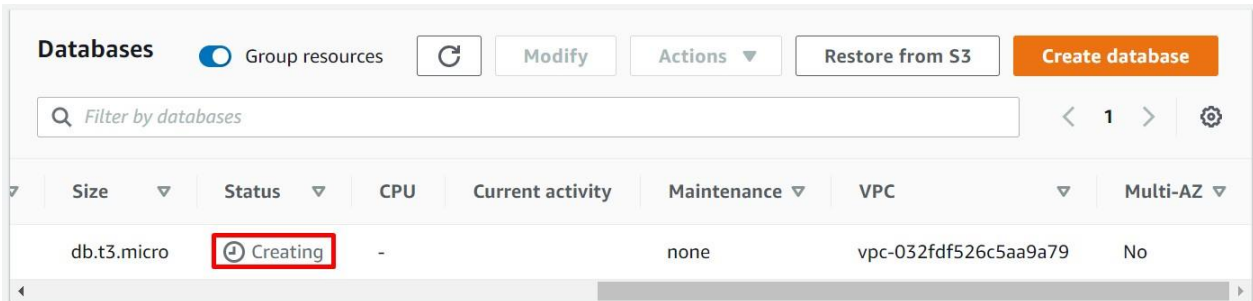 Databases Group resources Modify Actions Restore from S3 Create database
Filter by databases 1
Size Status CPU Current activity Maintenance VPC Multi-AZ
db.t3.micro Creating - none vpc-032fdf526c5aa9a79 No